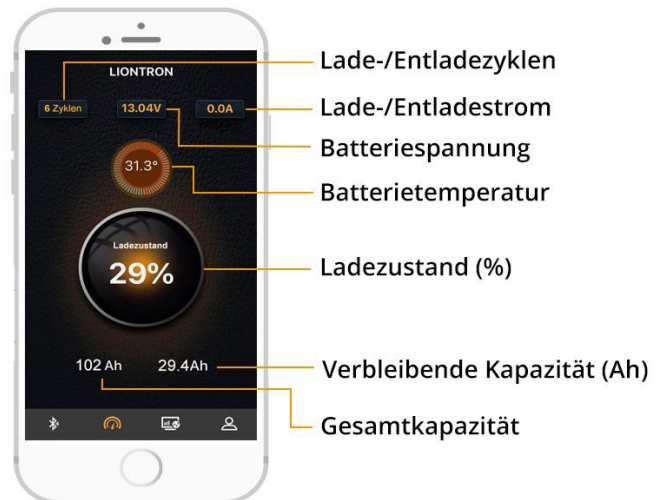 LIONTRON
6 Zyklen
13.04V
0.0A
31.3°
Ladezustand
29%
102 Ah
29.4Ah
Lade-/Entladezyklen
Lade-/Entladestrom
Batteriespannung
Batterietemperatur
Ladezustand (%)
Verbleibende Kapazität (Ah)
Gesamtkapazität